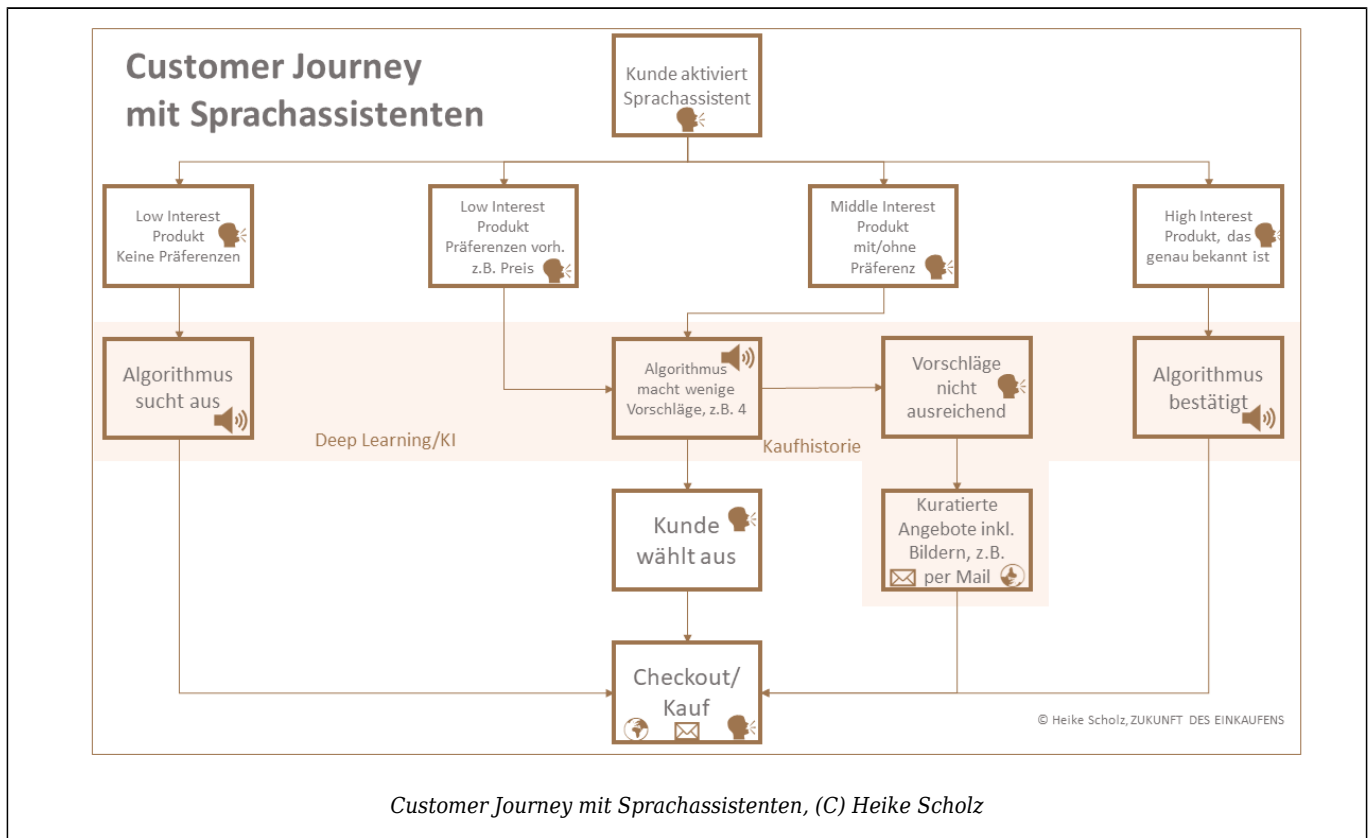 Customer Journey
mit Sprachassistenten
Kunde aktiviert
Sprachassistent
Low Interest
Produkt
Keine Präferenzen
Low Interest
Produkt
Präferenzen vorh.
z.B. Preis
Middle Interest
Produkt
mit/ohne
Präferenz
High Interest
Produkt, das
genau bekannt ist
Algorithmus
sucht aus
Algorithmus
macht wenige
Vorschläge, z.B. 4
Vorschläge
nicht
ausreichend
Algorithmus
bestätigt
Deep Learning/KI
Kaufhistorie
Kunde
wählt aus
Kuratierte
Angebote inkl.
Bildern, z.B.
per Mail
Checkout/
Kauf
© Heike Scholz, ZUKUNFT DES EINKAUFENS
Customer Journey mit Sprachassistenten, (C) Heike Scholz